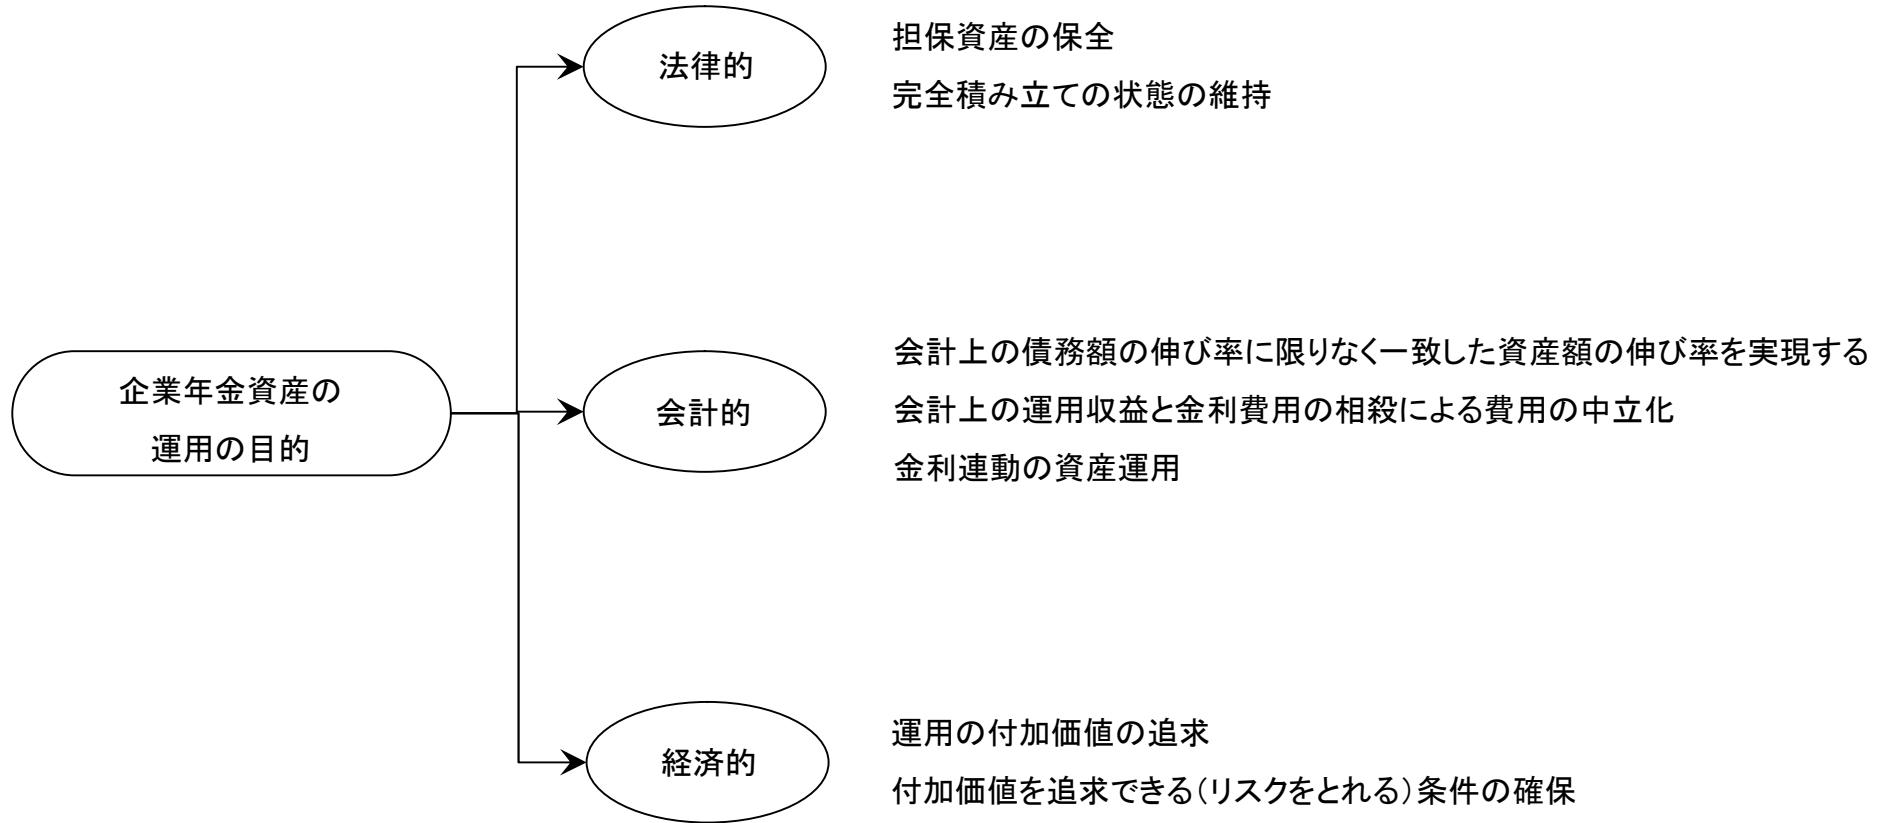 企業年金資産の
運用の目的
法律的
担保資産の保全
完全積み立ての状態の維持
会計的
会計上の債務額の伸び率に限りなく一致した資産額の伸び率を実現する
会計上の運用収益と金利費用の相殺による費用の中立化
金利連動の資産運用
経済的
運用の付加価値の追求
付加価値を追求できる（リスクをとれる）条件の確保